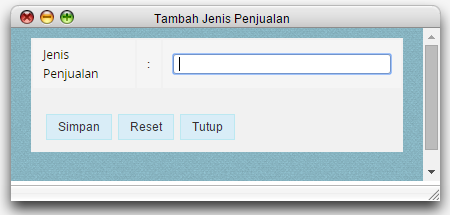 Tambah Jenis Penjualan
Jenis
Penjualan
:
Simpan Reset Tutup